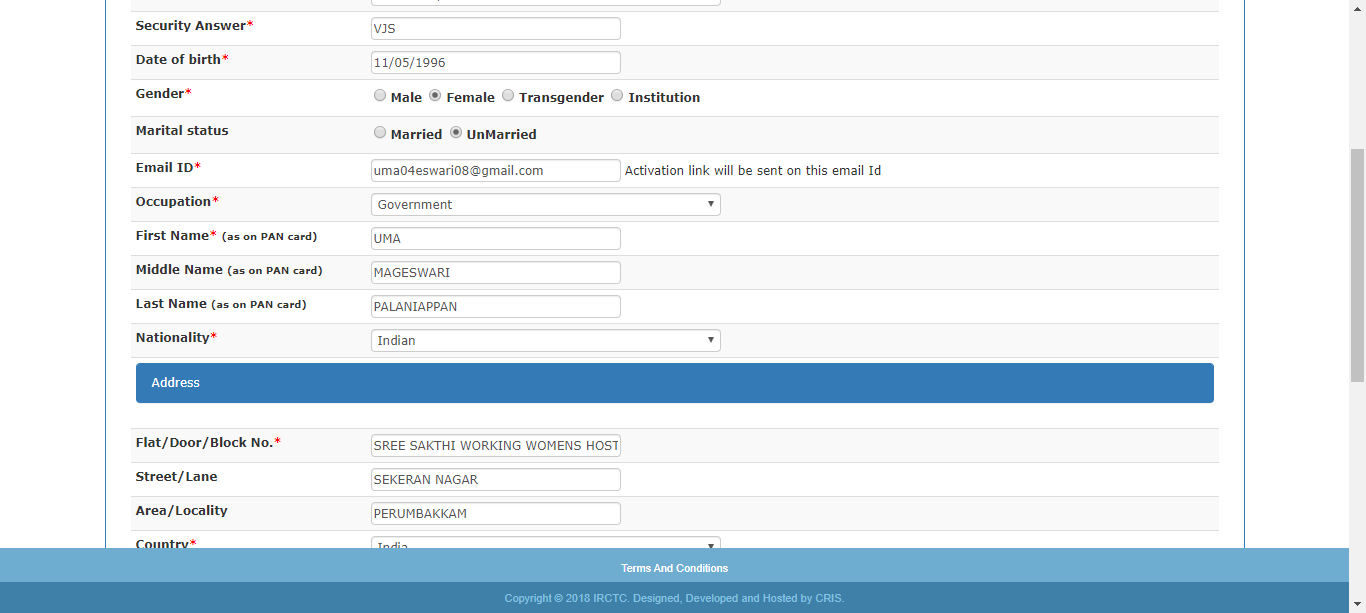 Security Answer* VJS
Date of birth* 11/05/1996
Gender* Male Female Transgender Institution
Marital status Married UnMarried
Email ID* uma04eswari08@gmail.com Activation link will be sent on this email Id
Occupation* Government
First Name* (as on PAN card) UMA
Middle Name (as on PAN card) MAGESWARI
Last Name (as on PAN card) PALANIAPPAN
Nationality* Indian
Address
Flat/Door/Block No.* SREE SAKTHI WORKING WOMENS HOST
Street/Lane SEKERAN NAGAR
Area/Locality PERUMBAKKAM
Country* India
Terms And Conditions
Copyright © 2018 IRCTC. Designed, Developed and Hosted by CRIS.